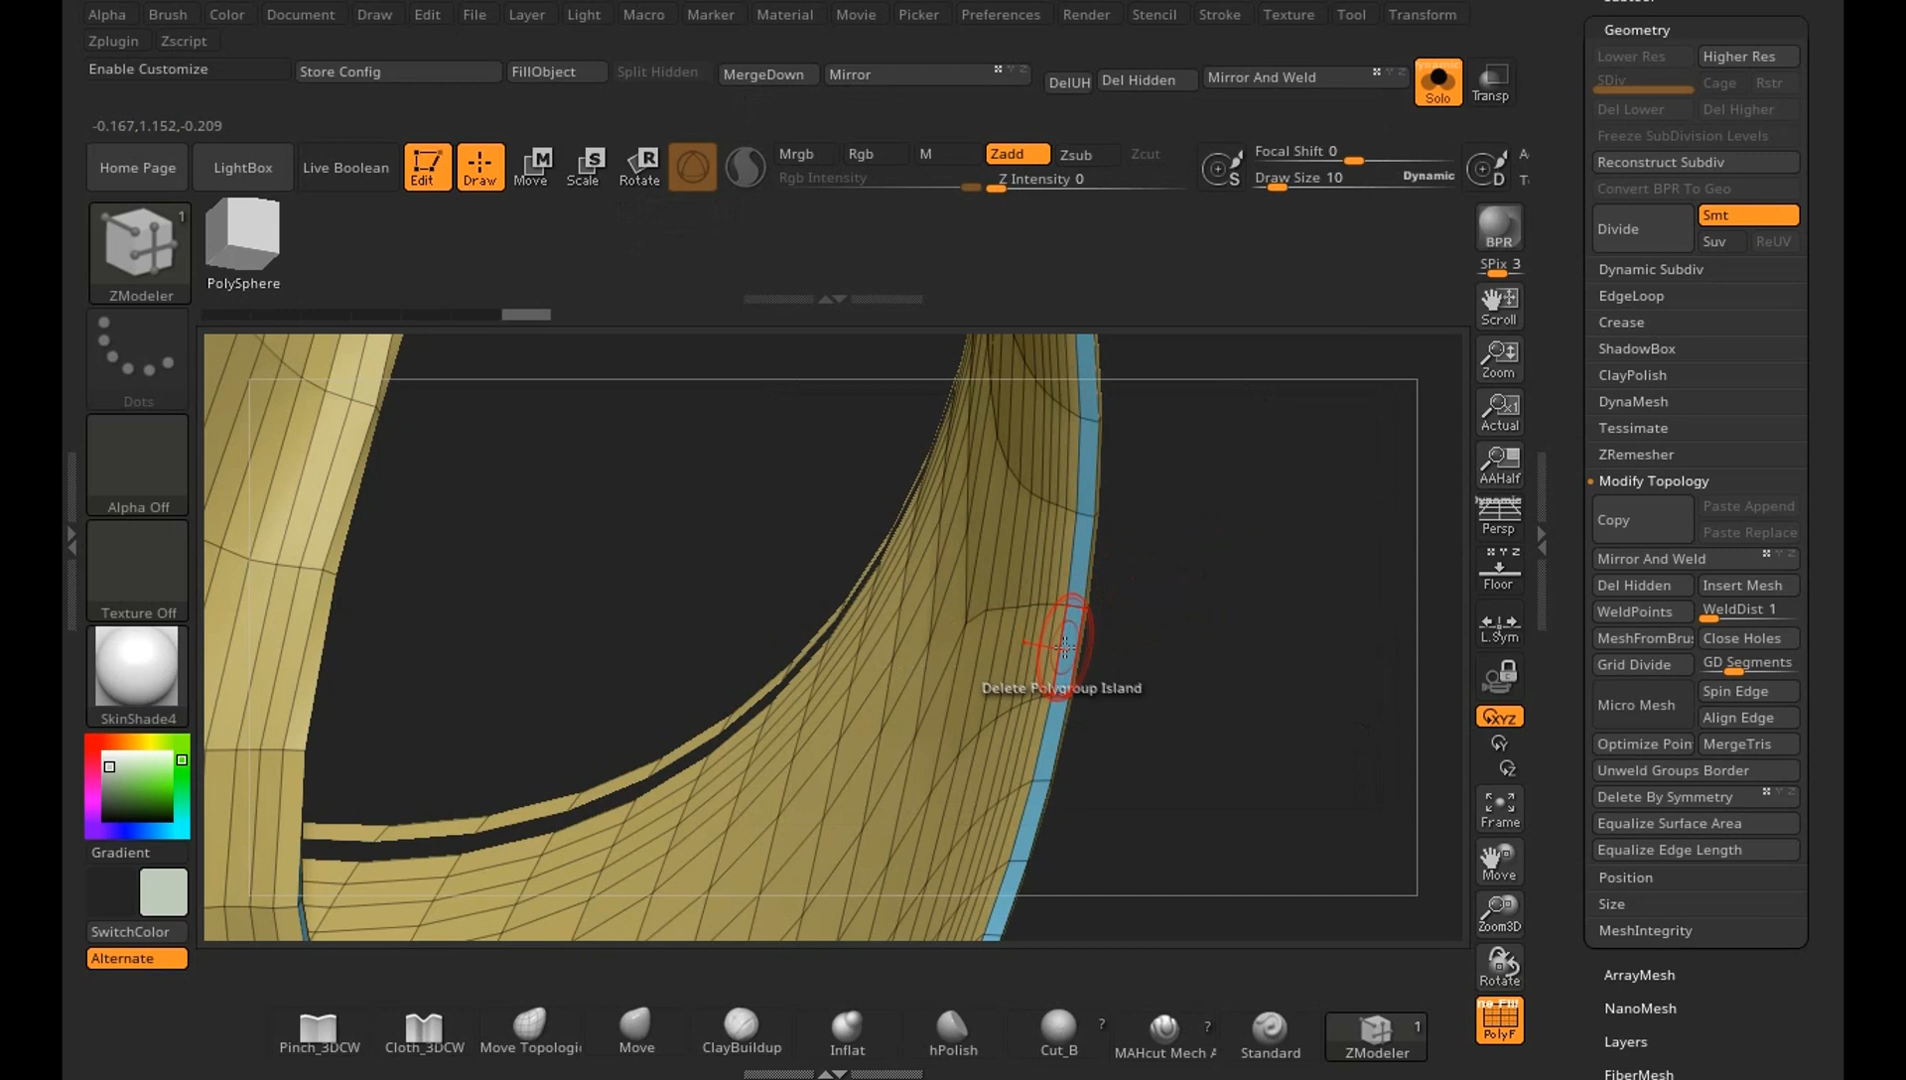 Alpha Brush Color Document Draw Edit File Layer Light Macro Marker Material Movie Picker Preferences Render Stencil Stroke Texture Tool Transform
Zplugin Zscript
Enable Customize Store Config FillObject Split Hidden MergeDown Mirror DelUH Del Hidden Mirror And Weld Solo Transp
-0.167,1.152,-0.209
Home Page LightBox Live Boolean Edit Draw Move Scale Rotate Mrgb Rgb M Zadd Zsub Zcut Focal Shift 0
Rgb Intensity Z Intensity 0 Draw Size 10 Dynamic
ZModeler 1
PolySphere
Dots
Alpha Off
Texture Off
SkinShade4
Gradient
SwitchColor
Alternate
Delete Polygroup Island
BPR
SPix 3
Scroll
Zoom
Actual
AAHalf
Persp
Floor
L.Sym
XYZ
Frame
Move
Zoom3D
Rotate
PolyF
Geometry
Lower Res Higher Res
SDiv Cage Rstr
Del Lower Del Higher
Freeze SubDivision Levels
Reconstruct Subdiv
Convert BPR To Geo
Divide Smt
Suv ReUV
Dynamic Subdiv
EdgeLoop
Crease
ShadowBox
ClayPolish
DynaMesh
Tessimate
ZRemesher
Modify Topology
Copy Paste Append
Paste Replace
Mirror And Weld
Del Hidden Insert Mesh
WeldPoints WeldDist 1
MeshFromBru Close Holes
Grid Divide GD Segments
Micro Mesh Spin Edge
Align Edge
Optimize Poin MergeTris
Unweld Groups Border
Delete By Symmetry
Equalize Surface Area
Equalize Edge Length
Position
Size
MeshIntegrity
ArrayMesh
NanoMesh
Layers
FiberMesh
Pinch_3DCW Cloth_3DCW Move Topologi Move ClayBuildup Inflat hPolish Cut_B ? MAHcut Mech A ? Standard ZModeler 1